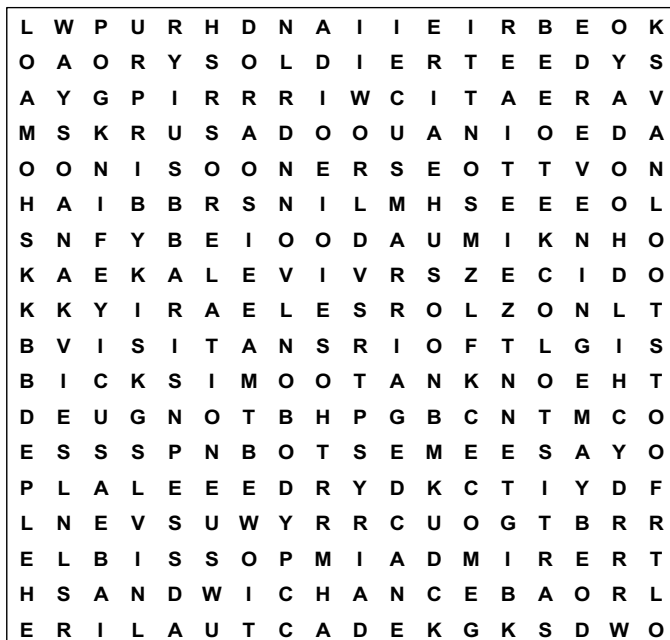 L W P U R H D N A I I E I R B E O K
O A O R Y S O L D I E R T E E D Y S
A Y G P I R R R I W C I T A E R A V
M S K R U S A D O O U A N I O E D A
O O N I S O O N E R S E O T T V O N
H A I B B R S N I L M H S E E E O L
S N F Y B E I O O D A U M I K N H O
K A E K A L E V I V R S Z E C I D O
K K Y I R A E L E S R O L Z O N L T
B V I S I T A N S R I O F T L G I S
B I C K S I M O O T A N K N O E H T
D E U G N O T B H P G B C N T M C O
E S S S P N B O T S E M E E S A Y O
P L A L E E E D R Y D K C T I Y D F
L N E V S U W Y R R C U O G T B R R
E L B I S S O P M I A D M I R E R T
H S A N D W I C H A N C E B A O R L
E R I L A U T C A D E K G K S D W O